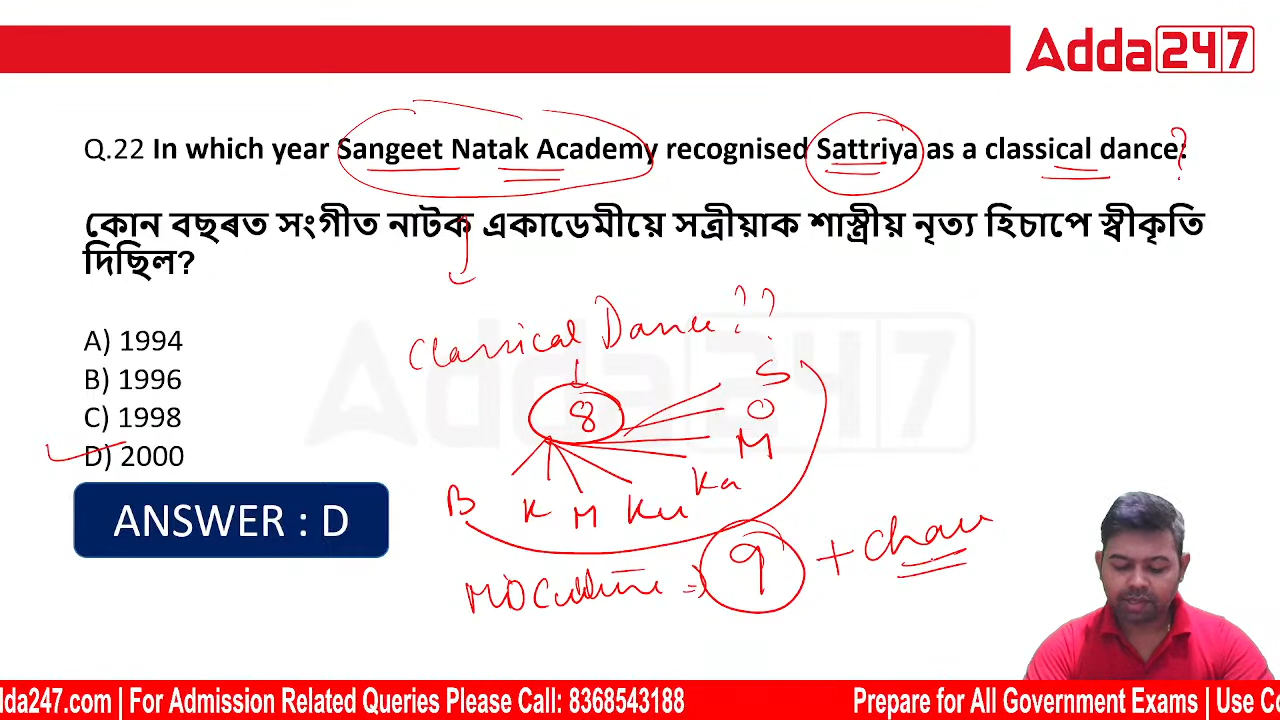 Adda247
Q.22 In which year Sangeet Natak Academy recognised Sattriya as a classical dance: ?
কোন বছৰত সংগীত নাটক একাডেমীয়ে সত্ৰীয়াক শাস্ত্ৰীয় নৃত্য হিচাপে স্বীকৃতি
দিছিল?
A) 1994
B) 1996
C) 1998
D) 2000
ANSWER : D
Classical Dance ??
8
S
O
M
Ka
B K M Ku
9 + chau
dda247.com | For Admission Related Queries Please Call: 8368543188
Prepare for All Government Exams | Use Co